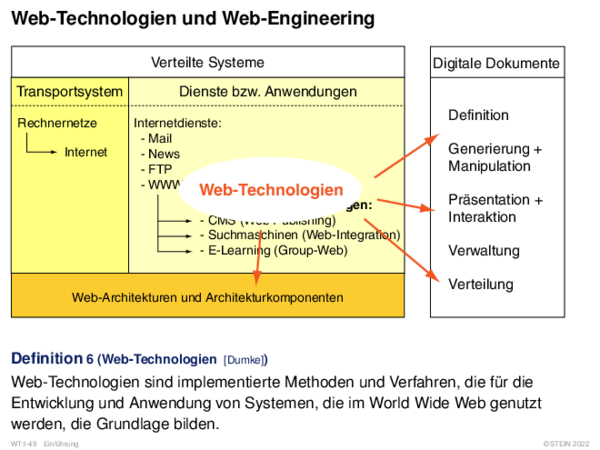 Web-Technologien und Web-Engineering
Verteilte Systeme
Digitale Dokumente
Transportsystem
Dienste bzw. Anwendungen
Rechnernetze
Internet
Internetdienste:
- Mail
- News
- FTP
- WWW
Web-Technologien
gen:
- CMS (Web-Publishing)
- Suchmaschinen (Web-Integration)
- E-Learning (Group-Web)
Web-Architekturen und Architekturkomponenten
Definition
Generierung +
Manipulation
Präsentation +
Interaktion
Verwaltung
Verteilung
Definition 6 (Web-Technologien [Dumke])
Web-Technologien sind implementierte Methoden und Verfahren, die für die
Entwicklung und Anwendung von Systemen, die im World Wide Web genutzt
werden, die Grundlage bilden.
WT:I-49 Einführung
©STEIN 2022